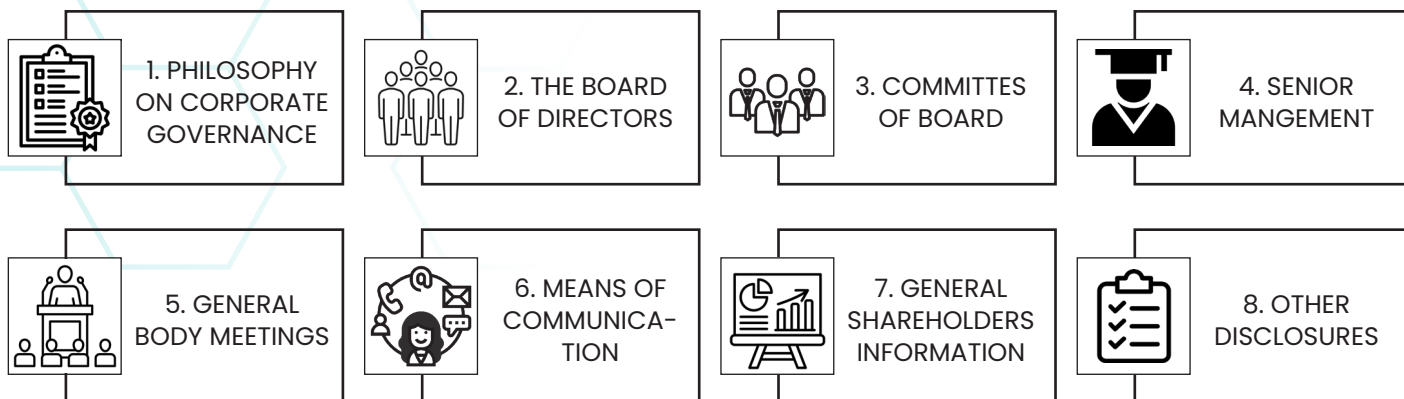 1. PHILOSOPHY
ON CORPORATE
GOVERNANCE
2. THE BOARD
OF DIRECTORS
3. COMMITTES
OF BOARD
4. SENIOR
MANGEMENT
5. GENERAL
BODY MEETINGS
6. MEANS OF
COMMUNICA-
TION
7. GENERAL
SHAREHOLDERS
INFORMATION
8. OTHER
DISCLOSURES